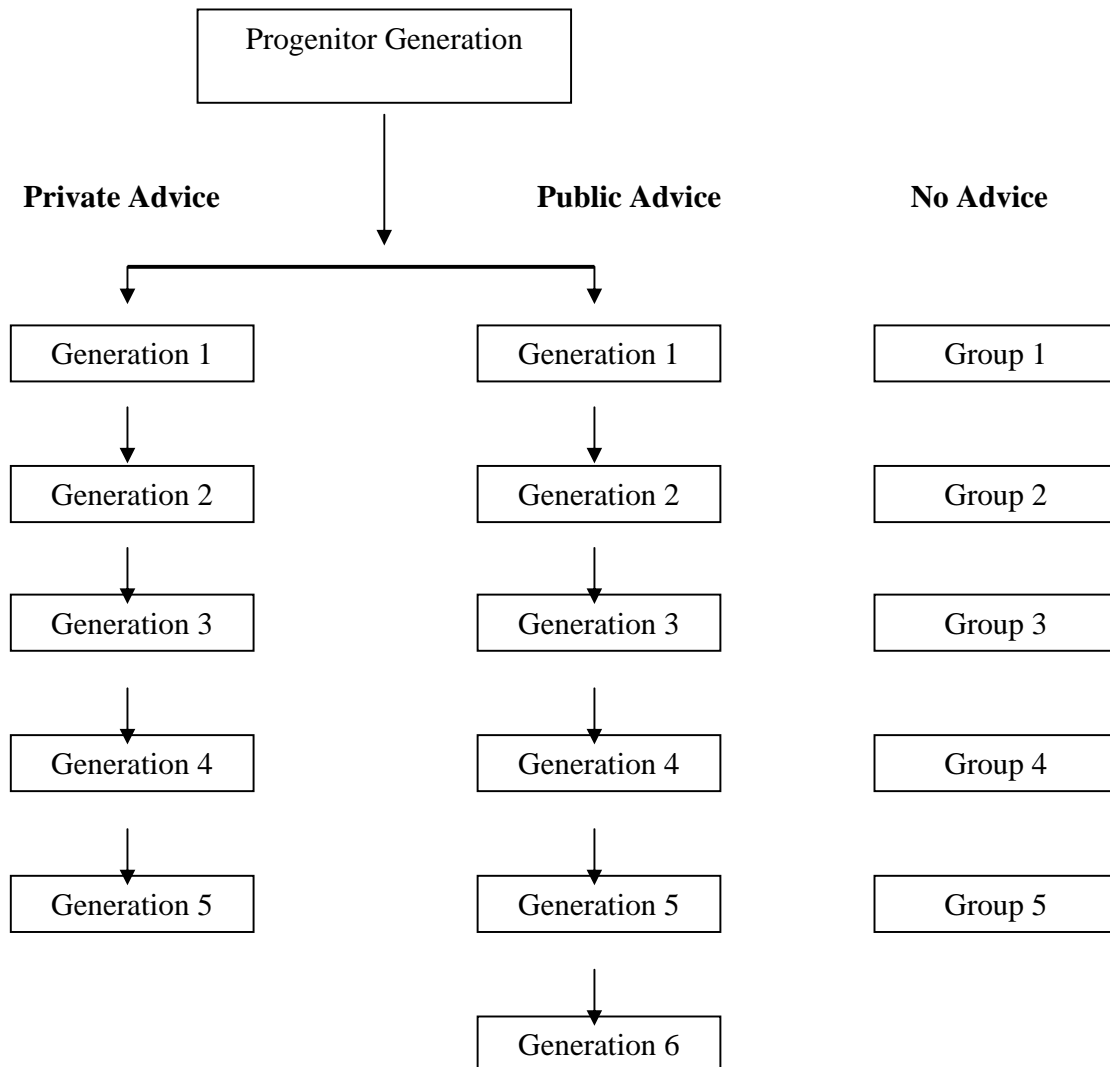 Progenitor Generation
Private Advice
Public Advice
No Advice
Generation 1
Generation 1
Group 1
Generation 2
Generation 2
Group 2
Generation 3
Generation 3
Group 3
Generation 4
Generation 4
Group 4
Generation 5
Generation 5
Group 5
Generation 6